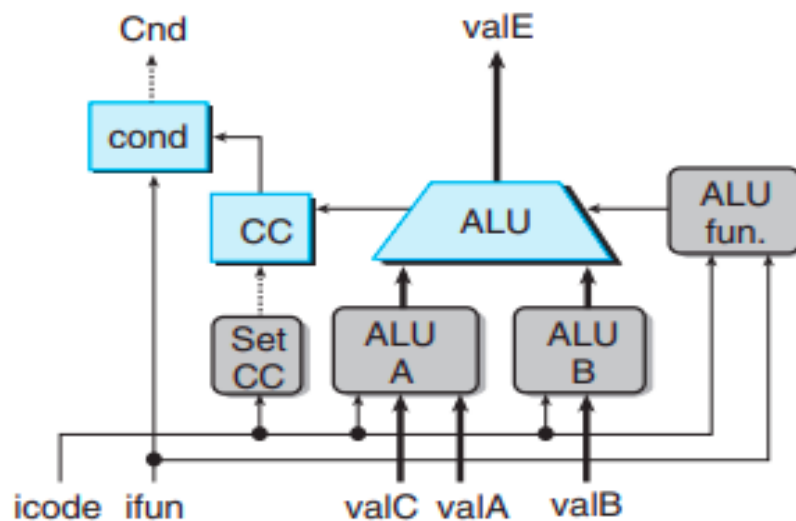 Cnd
valE
cond
CC
ALU
ALU
fun.
Set
CC
ALU
A
ALU
B
icode
ifun
valC
valA
valB